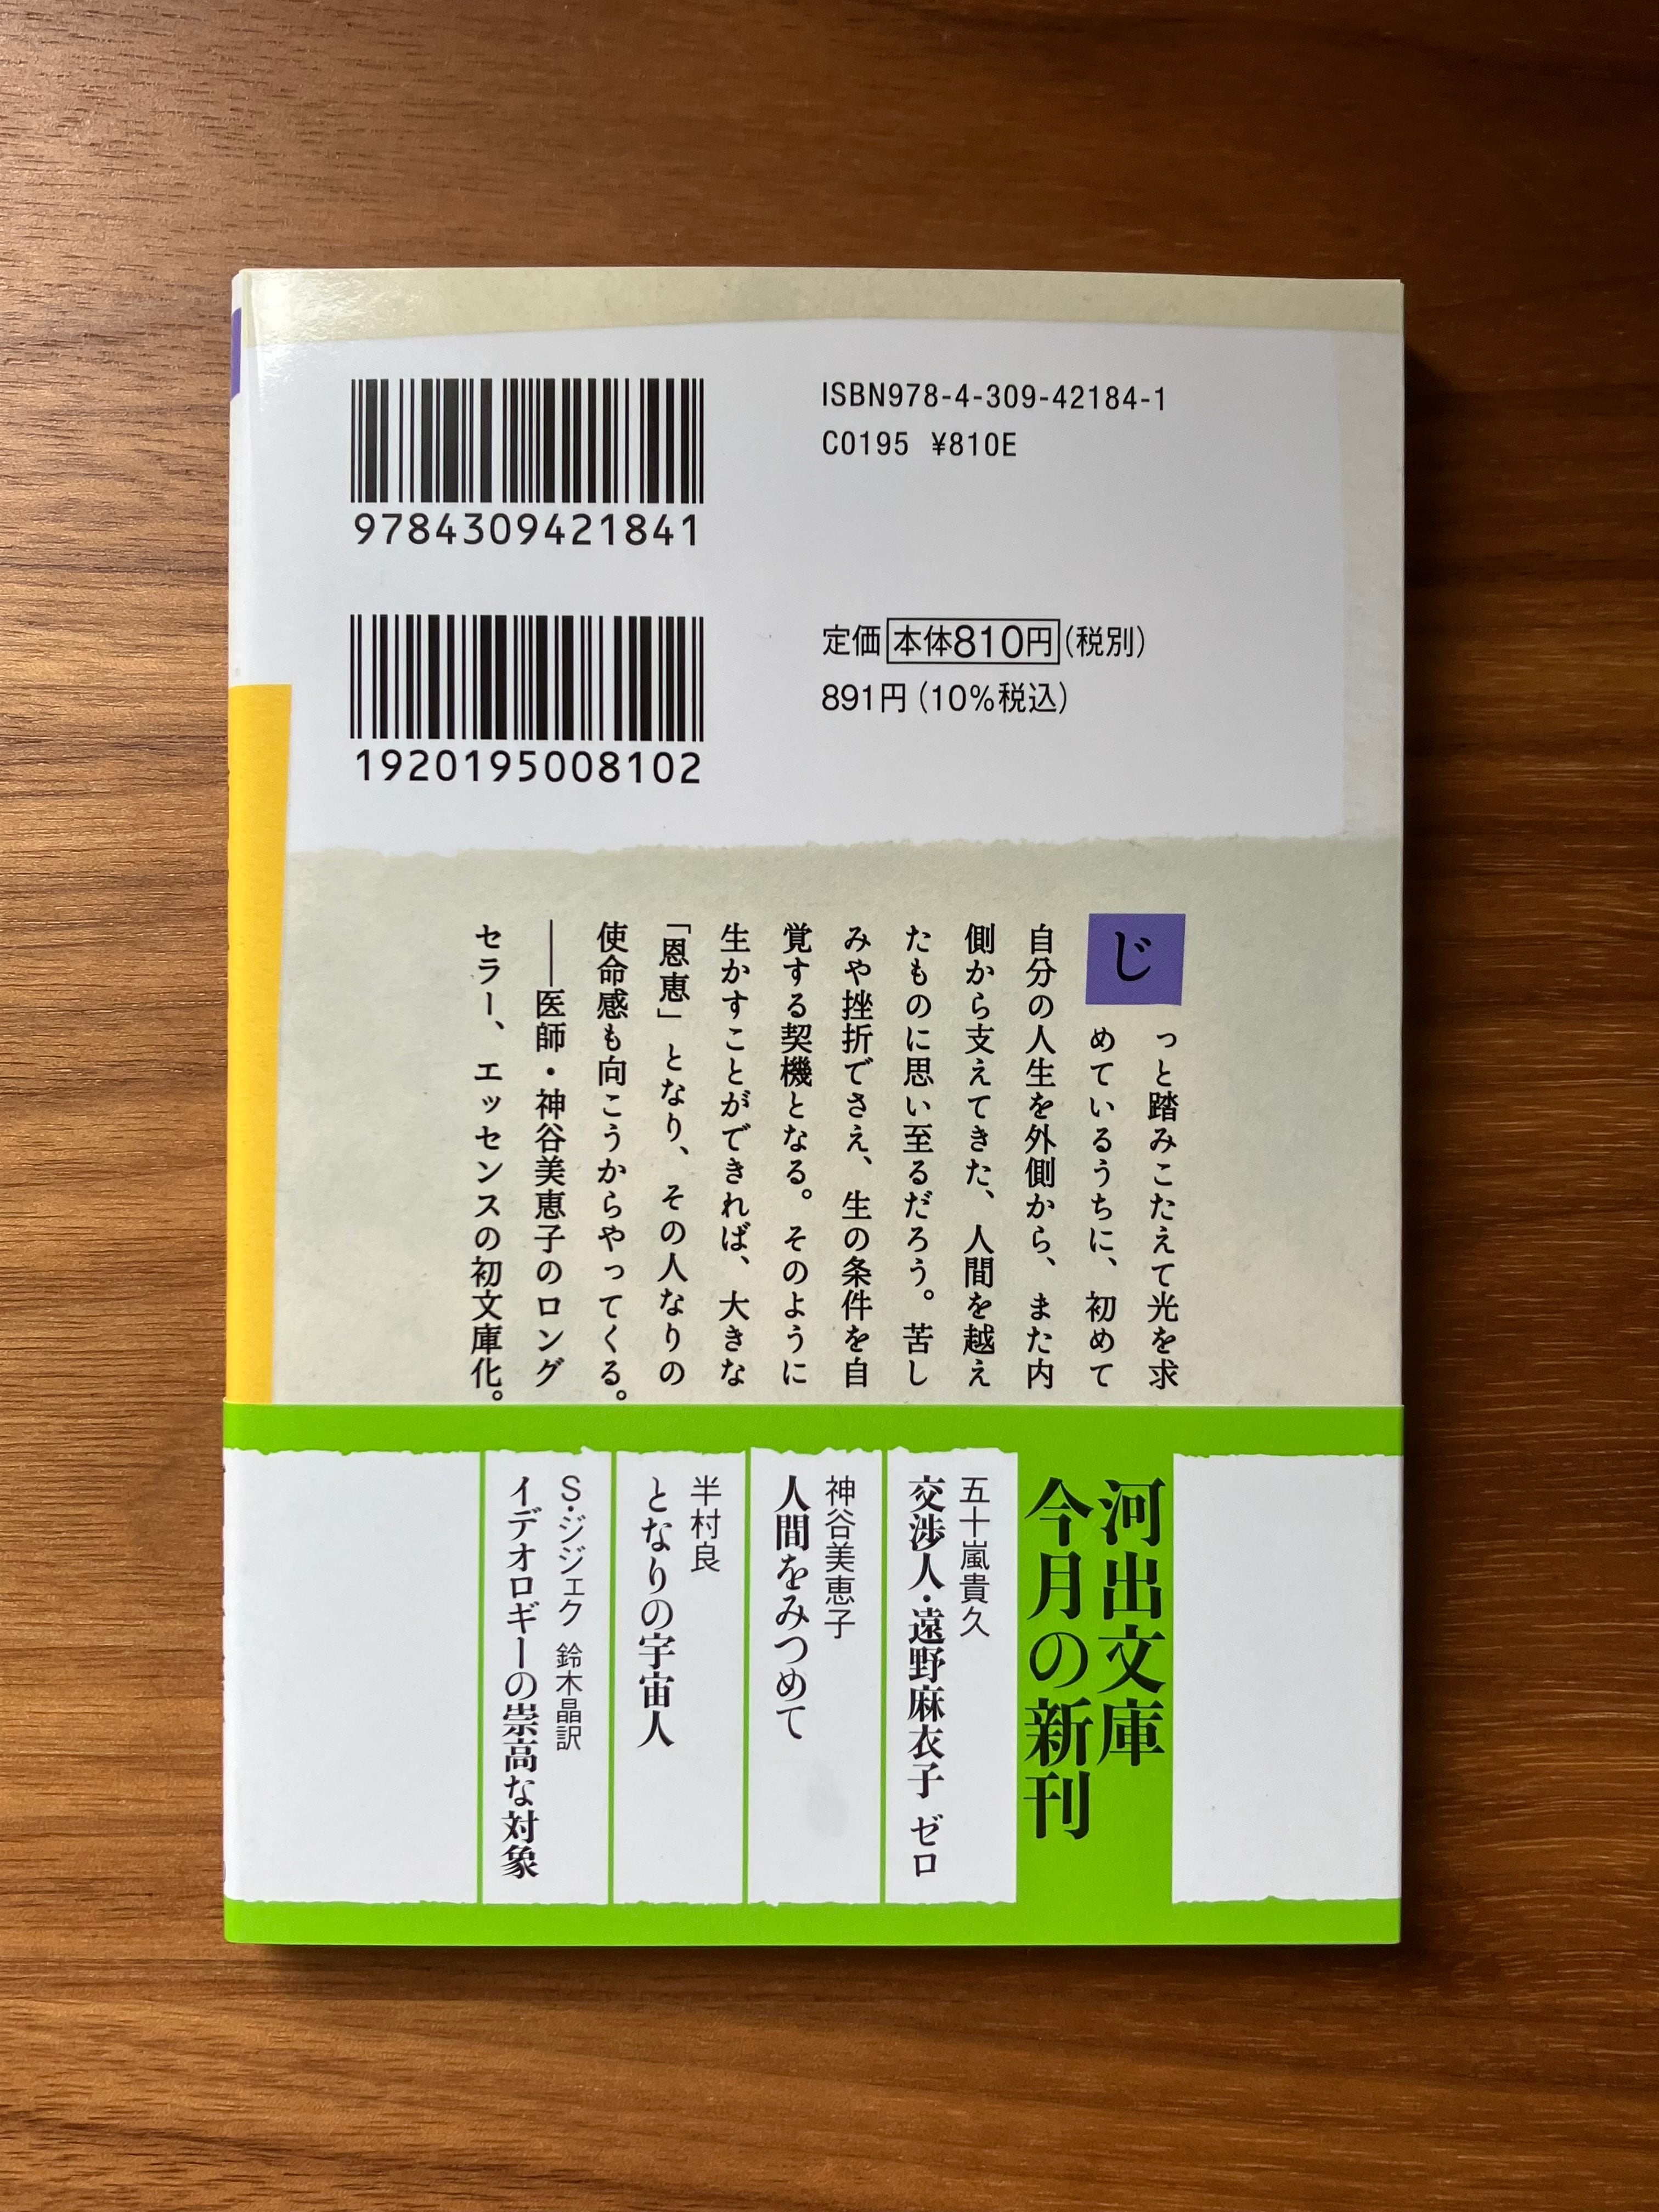 9784309421841
ISBN978-4-309-42184-1
C0195 ¥810E
1920195008102
定価本体810円(税別)
891円(10%税込)
じっと踏みこたえて光を求
めているうちに、初めて
自分の人生を外側から、また内
側から支えてきた、人間を越え
たものに思い至るだろう。苦し
みや挫折でさえ、生の条件を自
覚する契機となる。そのように
生かすことができれば、大きな
「恩恵」となり、その人なりの
使命感も向こうからやってくる。
――医師・神谷美恵子のロング
セラー、エッセンスの初文庫化。
河出文庫
今月の新刊
五十嵐貴久
交渉人・遠野麻衣子 ゼロ
神谷美恵子
人間をみつめて
半村良
となりの宇宙人
S・ジジェク 鈴木晶訳
イデオロギーの崇高な対象